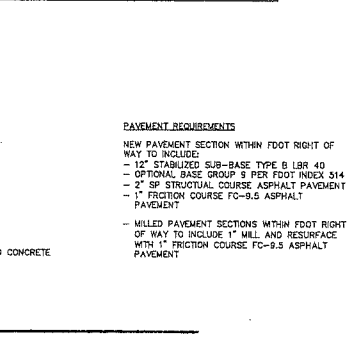 PAVEMENT REQUIREMENTS
NEW PAVEMENT SECTION WITHIN FDOT RIGHT OF
WAY TO INCLUDE:
- 12" STABILIZED SUB-BASE TYPE B LBR 40
- OPTIONAL BASE GROUP 9 PER FDOT INDEX 514
- 2" SP STRUCTUAL COURSE ASPHALT PAVEMENT
- 1" FRCITION COURSE FC-9.5 ASPHALT
PAVEMENT
- MILLED PAVEMENT SECTIONS WITHIN FDOT RIGHT
OF WAY TO INCLUDE 1" MILL AND RESURFACE
WITH 1" FRICTION COURSE FC-9.5 ASPHALT
PAVEMENT
CONCRETE